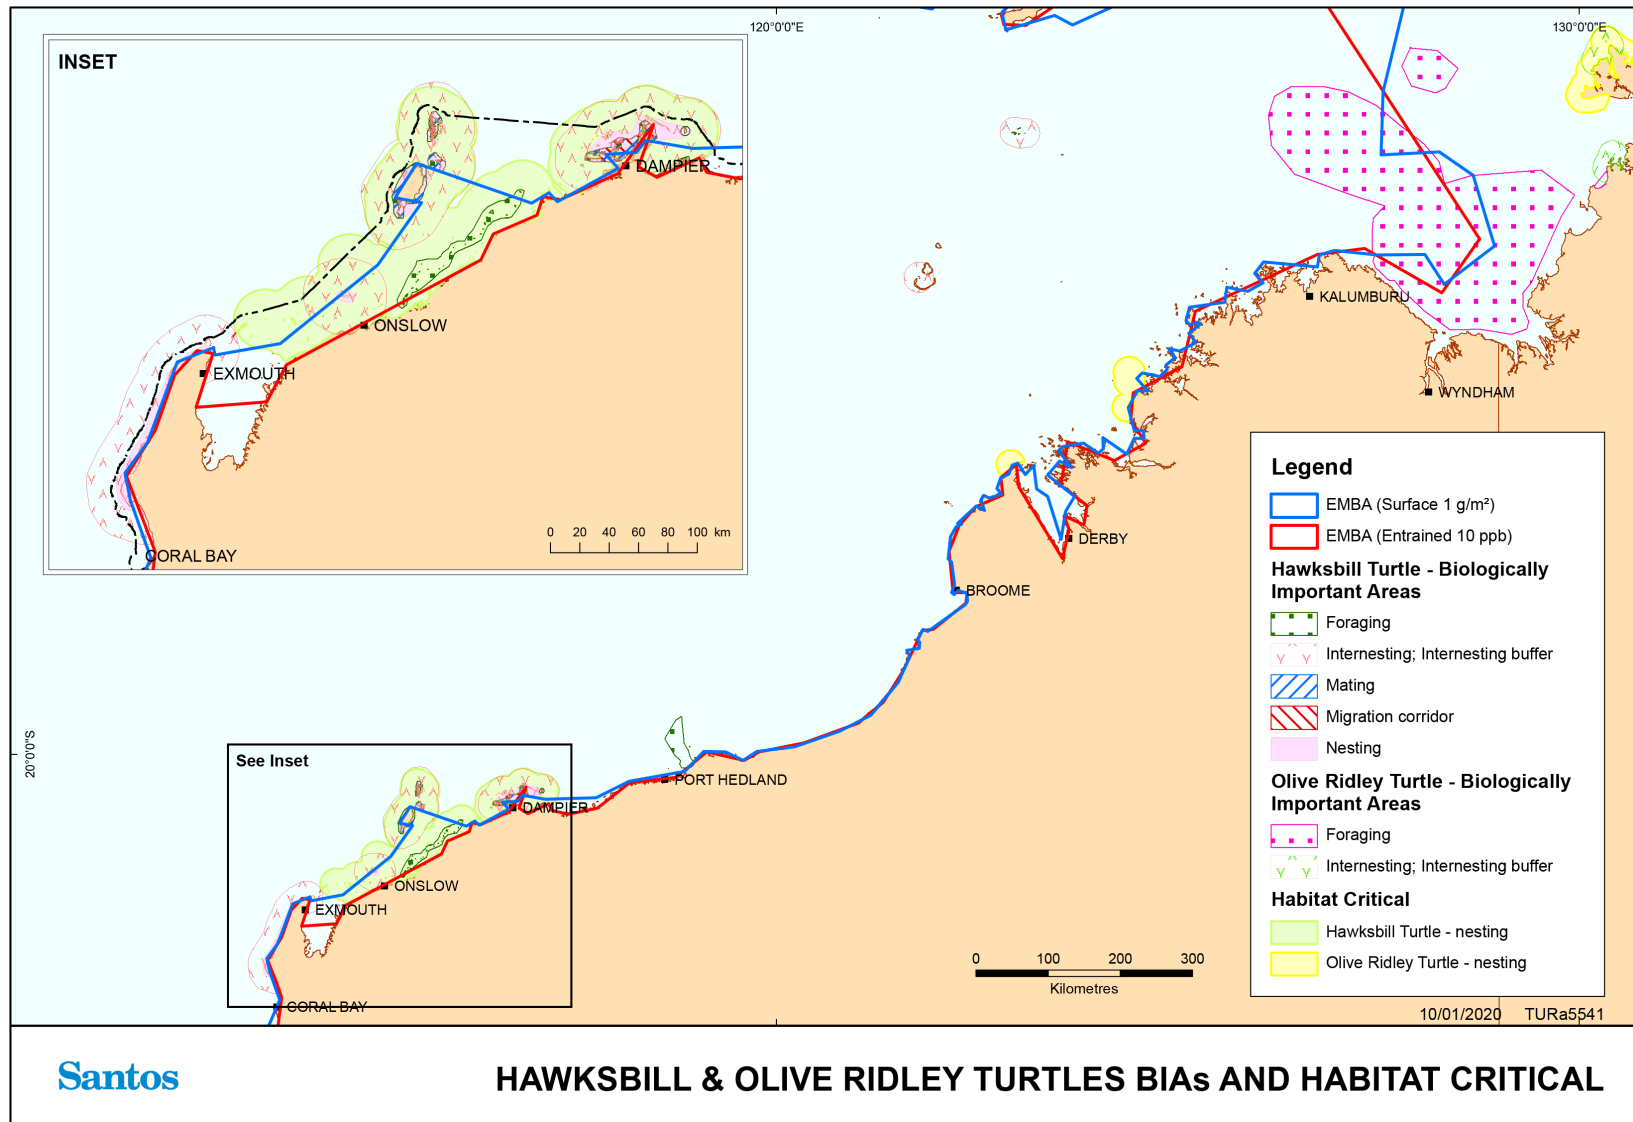 120°0'0"E
130°0'0"E
INSET
DAMPIER
ONSLOW
EXMOUTH
CORAL BAY
0 20 40 60 80 100 km
KALUMBURU
WYNDHAM
DERBY
BROOME
20°0'0"S
See Inset
PORT HEDLAND
DAMPIER
ONSLOW
EXMOUTH
CORAL BAY
0 100 200 300
Kilometres
Legend
EMBA (Surface 1 g/m²)
EMBA (Entrained 10 ppb)
Hawksbill Turtle - Biologically
Important Areas
Foraging
Internesting; Internesting buffer
Mating
Migration corridor
Nesting
Olive Ridley Turtle - Biologically
Important Areas
Foraging
Internesting; Internesting buffer
Habitat Critical
Hawksbill Turtle - nesting
Olive Ridley Turtle - nesting
10/01/2020 TURa5541
Santos
HAWKSBILL & OLIVE RIDLEY TURTLES BIAs AND HABITAT CRITICAL